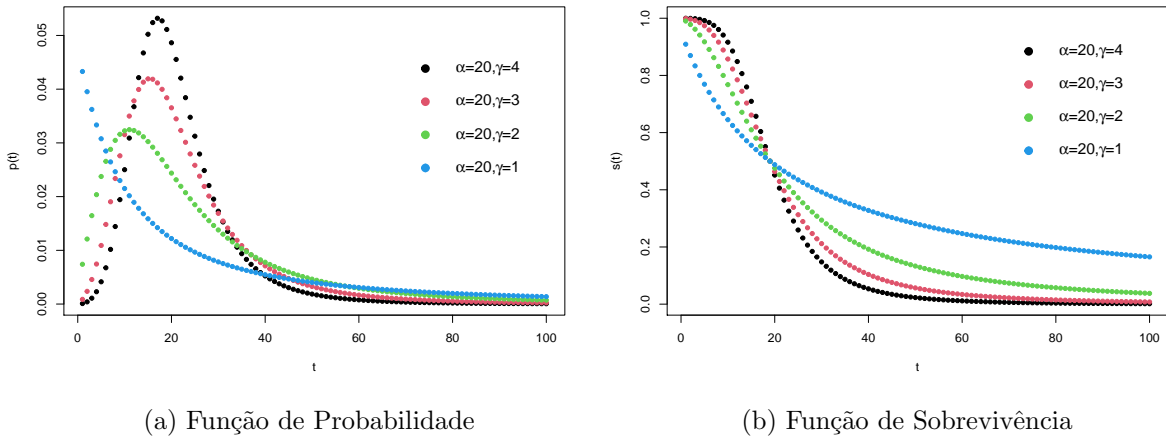 p(t)
0.00 0.01 0.02 0.03 0.04 0.05
α=20,γ=4
α=20,γ=3
α=20,γ=2
α=20,γ=1
0 20 40 60 80 100
t
(a) Função de Probabilidade
s(t)
0.0 0.2 0.4 0.6 0.8 1.0
α=20,γ=4
α=20,γ=3
α=20,γ=2
α=20,γ=1
0 20 40 60 80 100
t
(b) Função de Sobrevivência